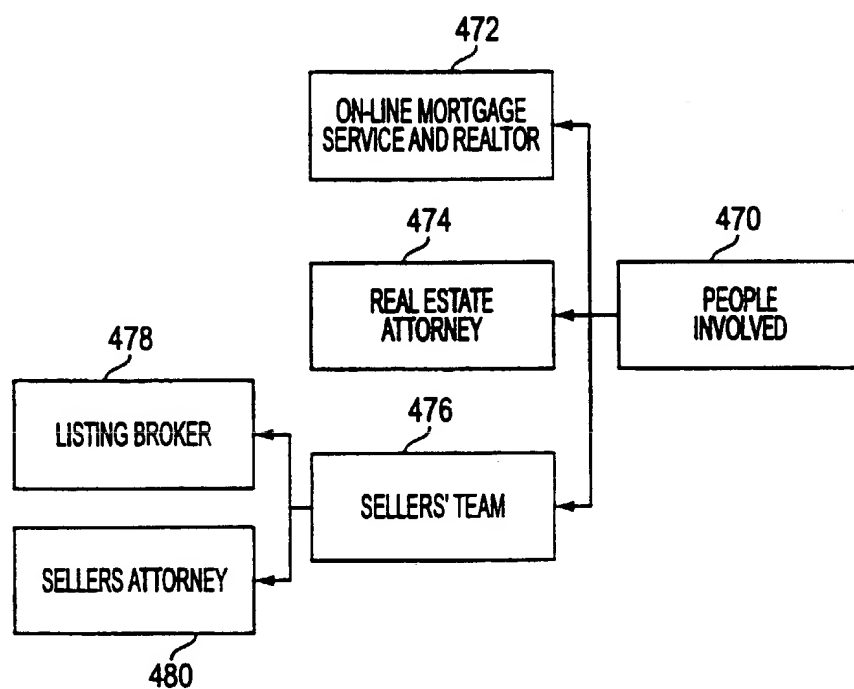 472
ON-LINE MORTGAGE
SERVICE AND REALTOR
474
REAL ESTATE
ATTORNEY
470
PEOPLE
INVOLVED
478
LISTING BROKER
476
SELLERS' TEAM
SELLERS ATTORNEY
480